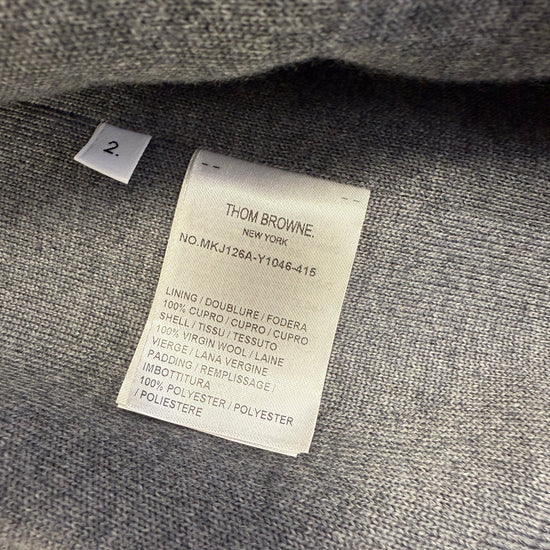 2.
THOM BROWNE.
NEW YORK
NO.MKJ126A-Y1046-415
LINING / DOUBLURE / FODERA
100% CUPRO / CUPRO / CUPRO
SHELL / TISSU / TESSUTO
100% VIRGIN WOOL / LAINE
VIERGE / LANA VERGINE
PADDING / REMPLISSAGE /
IMBOTTITURA
100% POLYESTER / POLYESTER
/ POLIESTERE